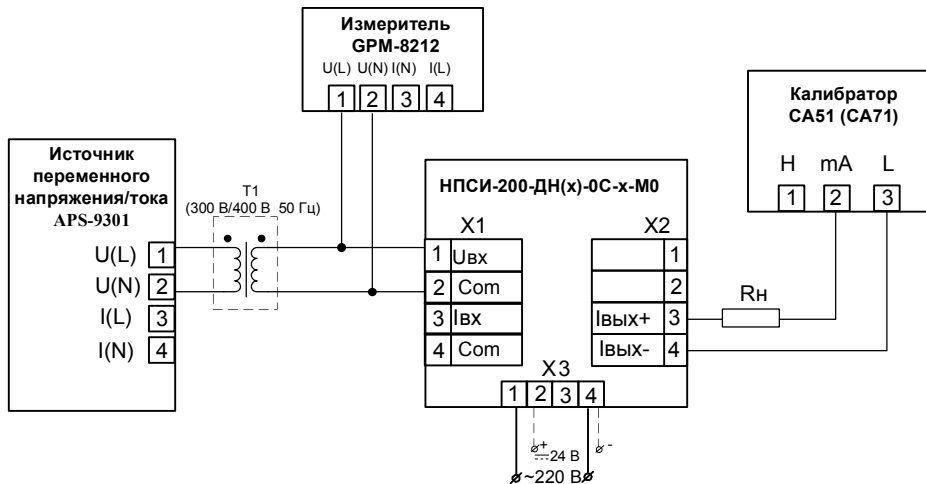 Измеритель
GPM-8212
U(L) U(N) I(N) I(L)
1 2 3 4
Калибратор
CA51 (CA71)
H mA L
1 2 3
Источник
переменного
напряжения/тока
APS-9301
U(L) 1
U(N) 2
I(L) 3
I(N) 4
T1
(300 В/400 В 50 Гц)
НПСИ-200-ДН(х)-0С-х-М0
X1
1 Uвх
2 Com
3 Iвх
4 Com
X2
1
2
Iвых+ 3
Iвых- 4
Rн
X3
1 2 3 4
+ 24 В -
~220 В